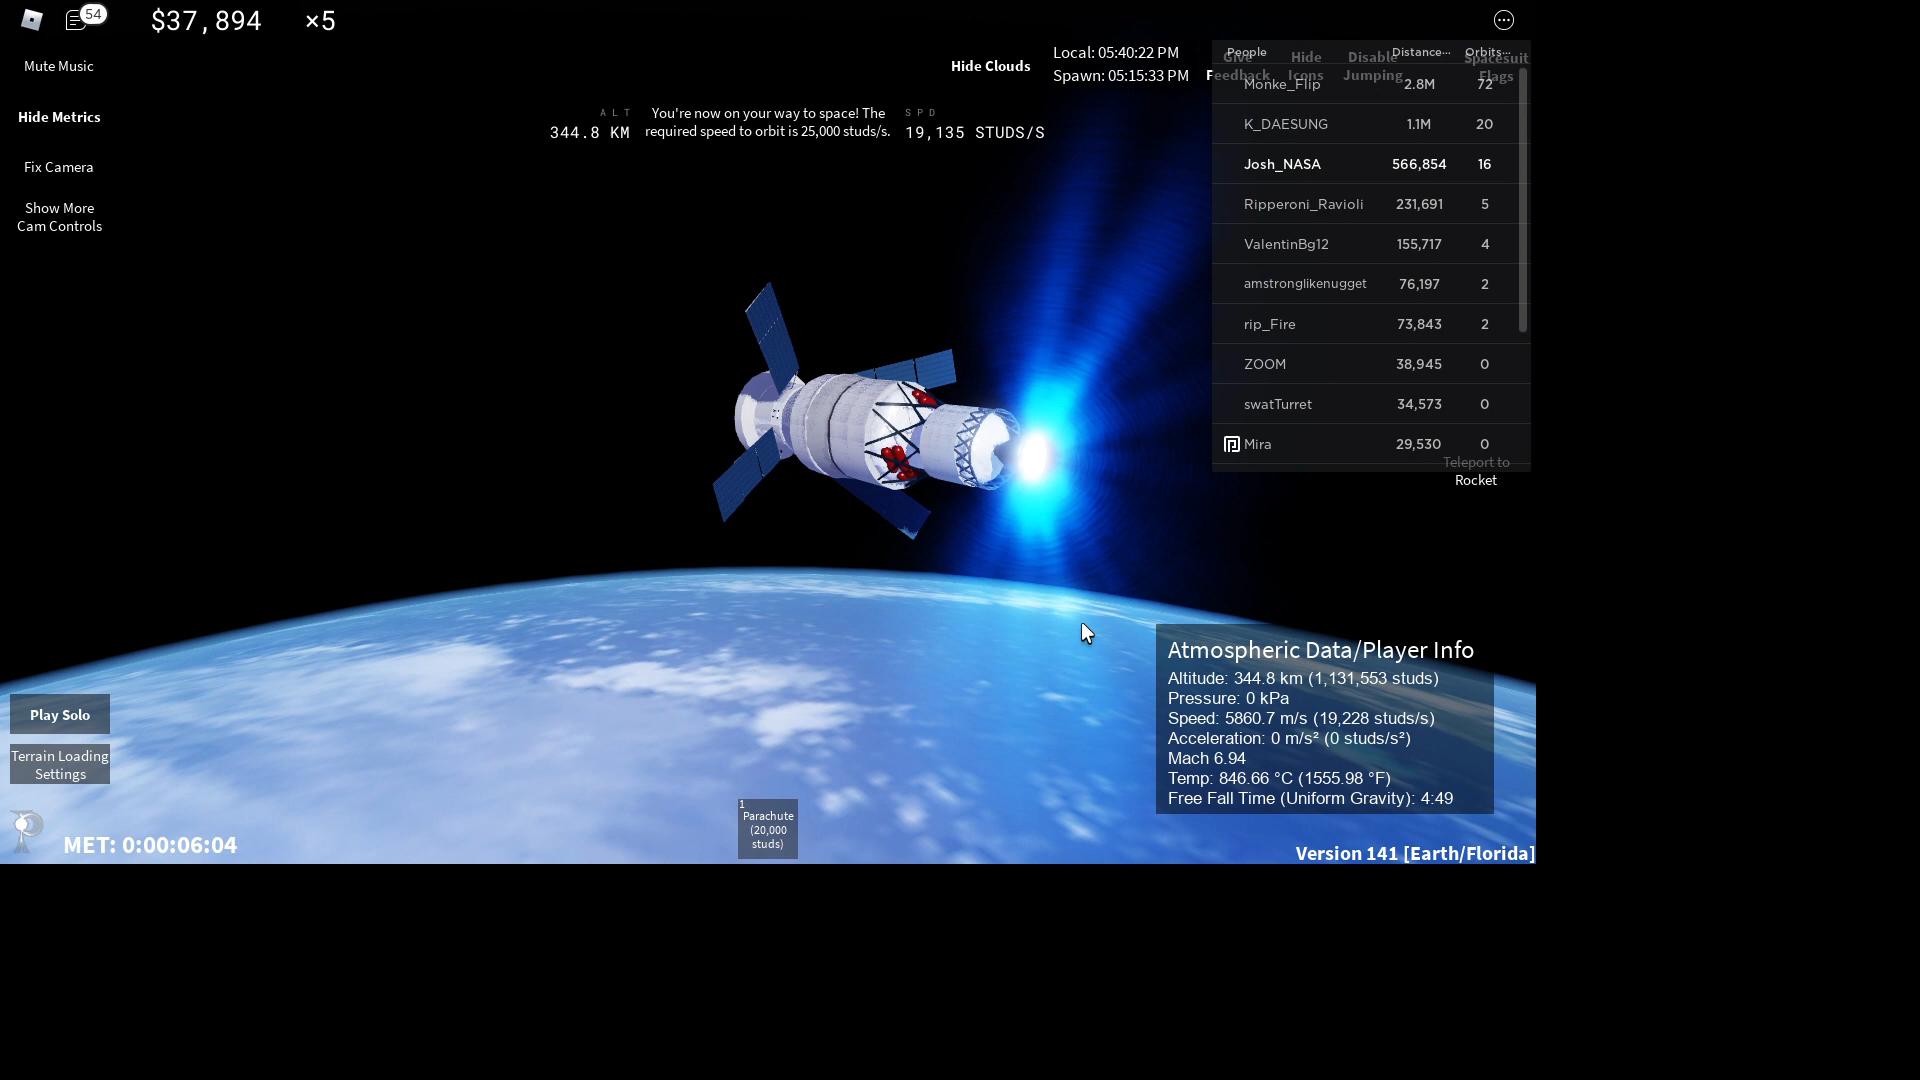 54
$37,894 ×5
Mute Music
Hide Metrics
Fix Camera
Show More
Cam Controls
Hide Clouds
Local: 05:40:22 PM
Spawn: 05:15:33 PM
ALT
344.8 KM
You're now on your way to space! The
required speed to orbit is 25,000 studs/s.
SPD
19,135 STUDS/S
Give
Feedback
Hide
Icons
Disable
Jumping
Spacesuit
Flags
People Distance··· Orbits···
Monke_Flip 2.8M 72
K_DAESUNG 1.1M 20
Josh_NASA 566,854 16
Ripperoni_Ravioli 231,691 5
ValentinBg12 155,717 4
amstronglikenugget 76,197 2
rip_Fire 73,843 2
ZOOM 38,945 0
swatTurret 34,573 0
Mira 29,530 0
Teleport to
Rocket
Atmospheric Data/Player Info
Altitude: 344.8 km (1,131,553 studs)
Pressure: 0 kPa
Speed: 5860.7 m/s (19,228 studs/s)
Acceleration: 0 m/s² (0 studs/s²)
Mach 6.94
Temp: 846.66 °C (1555.98 °F)
Free Fall Time (Uniform Gravity): 4:49
Play Solo
Terrain Loading
Settings
MET: 0:00:06:04
1
Parachute
(20,000
studs)
Version 141 [Earth/Florida]